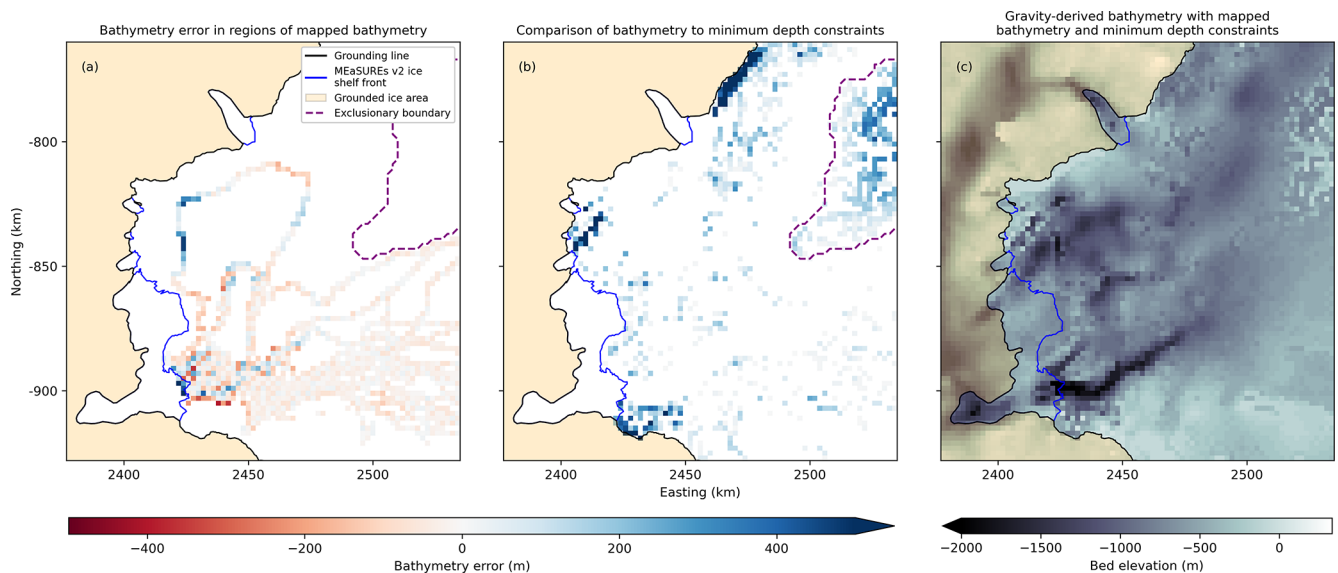 Bathymetry error in regions of mapped bathymetry
Comparison of bathymetry to minimum depth constraints
Gravity-derived bathymetry with mapped
bathymetry and minimum depth constraints
(a)
Grounding line
MEaSUREs v2 ice
shelf front
Grounded ice area
Exclusionary boundary
(b)
(c)
Northing (km)
-800
-850
-900
2400
2450
2500
2400
2450
2500
2400
2450
2500
Easting (km)
−400
−200
0
200
400
Bathymetry error (m)
−2000
−1500
−1000
−500
0
Bed elevation (m)